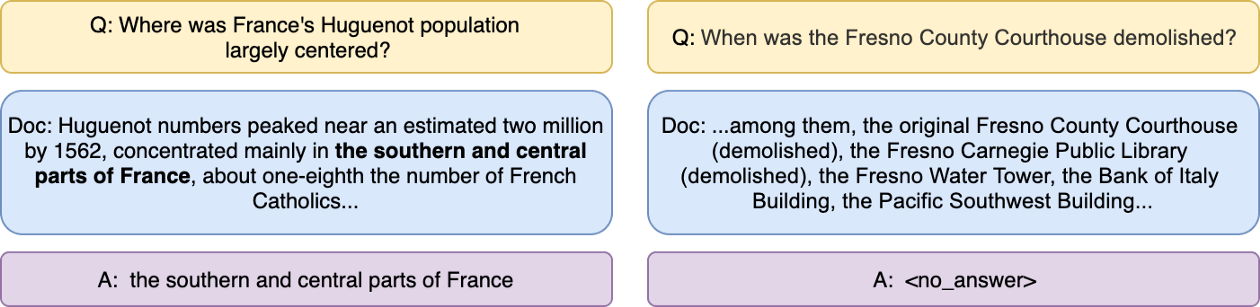 Q: Where was France's Huguenot population
largely centered?
Doc: Huguenot numbers peaked near an estimated two million
by 1562, concentrated mainly in the southern and central
parts of France, about one-eighth the number of French
Catholics...
A: the southern and central parts of France
Q: When was the Fresno County Courthouse demolished?
Doc: ...among them, the original Fresno County Courthouse
(demolished), the Fresno Carnegie Public Library
(demolished), the Fresno Water Tower, the Bank of Italy
Building, the Pacific Southwest Building...
A: <no_answer>